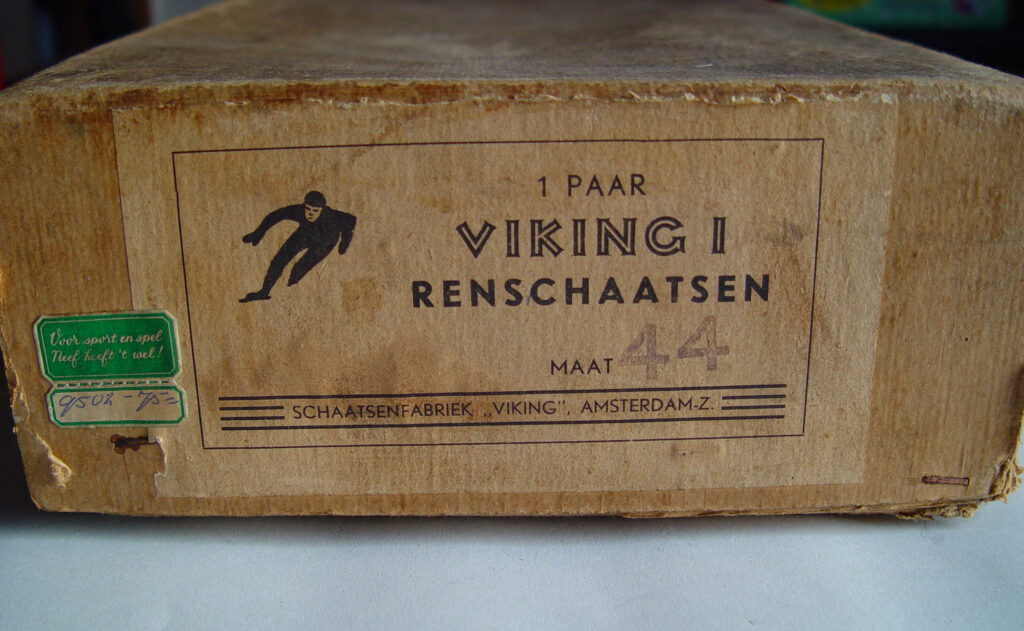 1 PAAR
VIKING I
RENSCHAATSEN
MAAT 44
SCHAATSENFABRIEK „VIKING", AMSTERDAM-Z.
Voor sport en spel
Neef heeft 't wel!